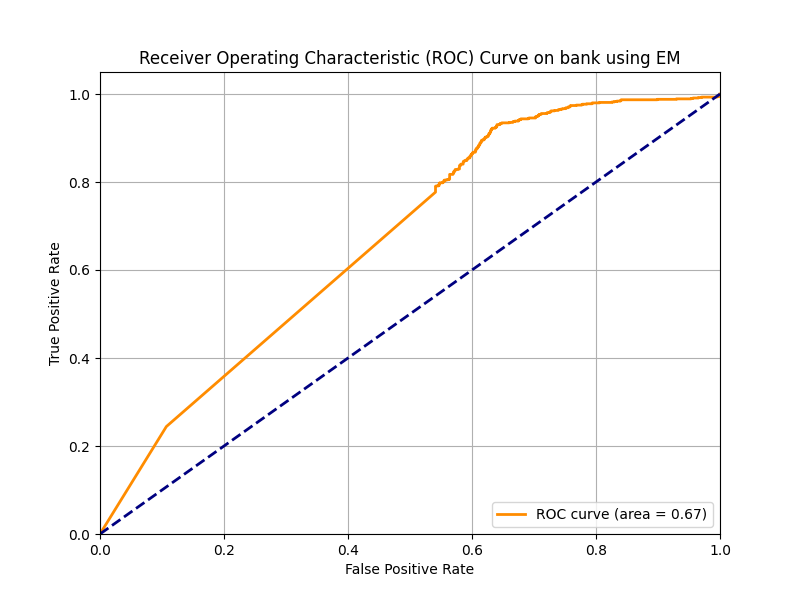 Receiver Operating Characteristic (ROC) Curve on bank using EM
True Positive Rate
1.0
0.8
0.6
0.4
0.2
0.0
ROC curve (area = 0.67)
0.0 0.2 0.4 0.6 0.8 1.0
False Positive Rate